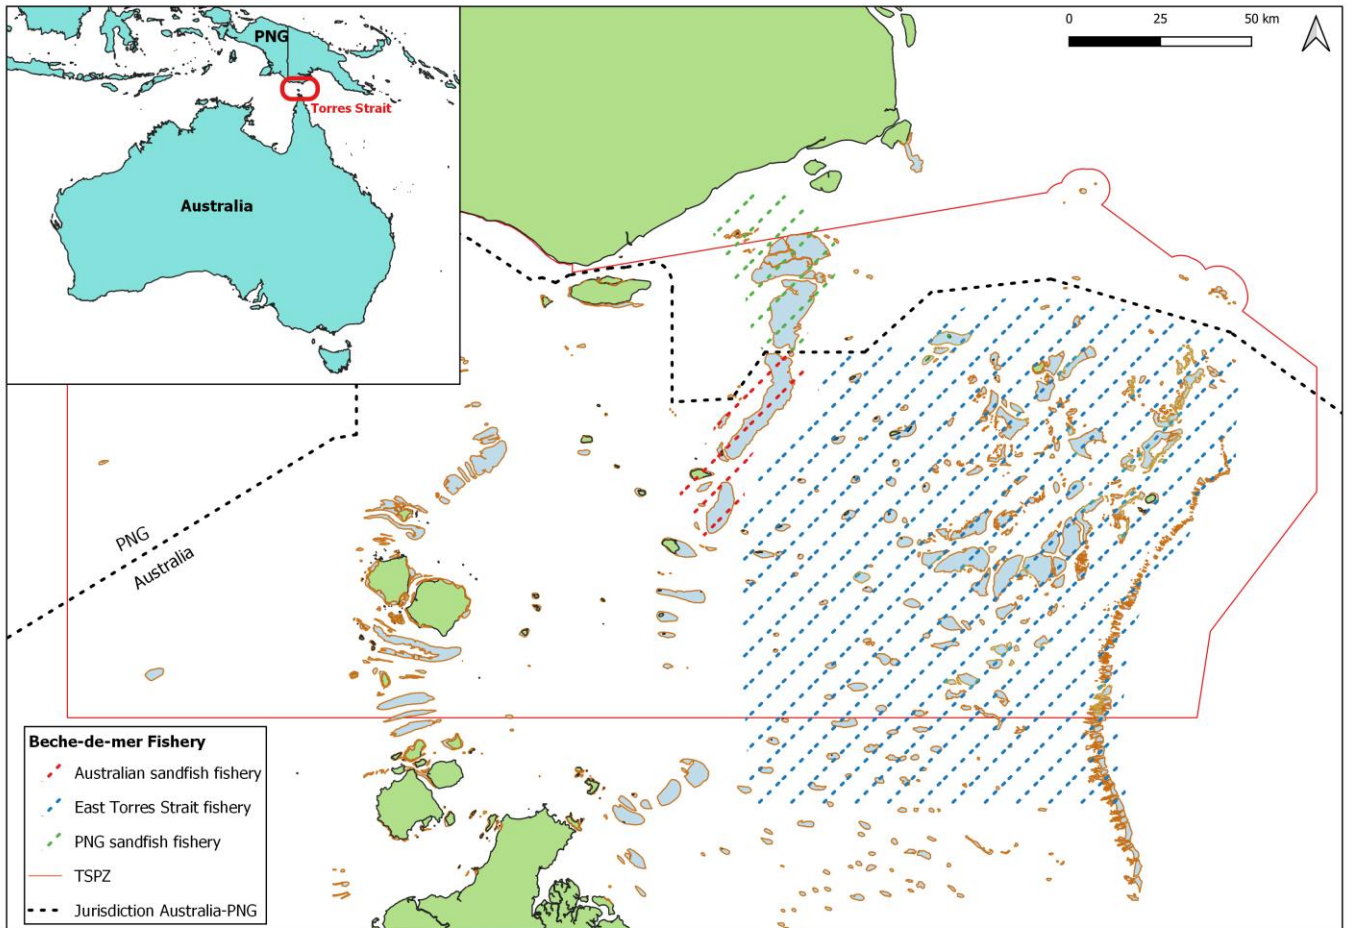 PNG
Torres Strait
Australia
0 25 50 km
PNG
Australia
Beche-de-mer Fishery
Australian sandfish fishery
East Torres Strait fishery
PNG sandfish fishery
TSPZ
Jurisdiction Australia-PNG